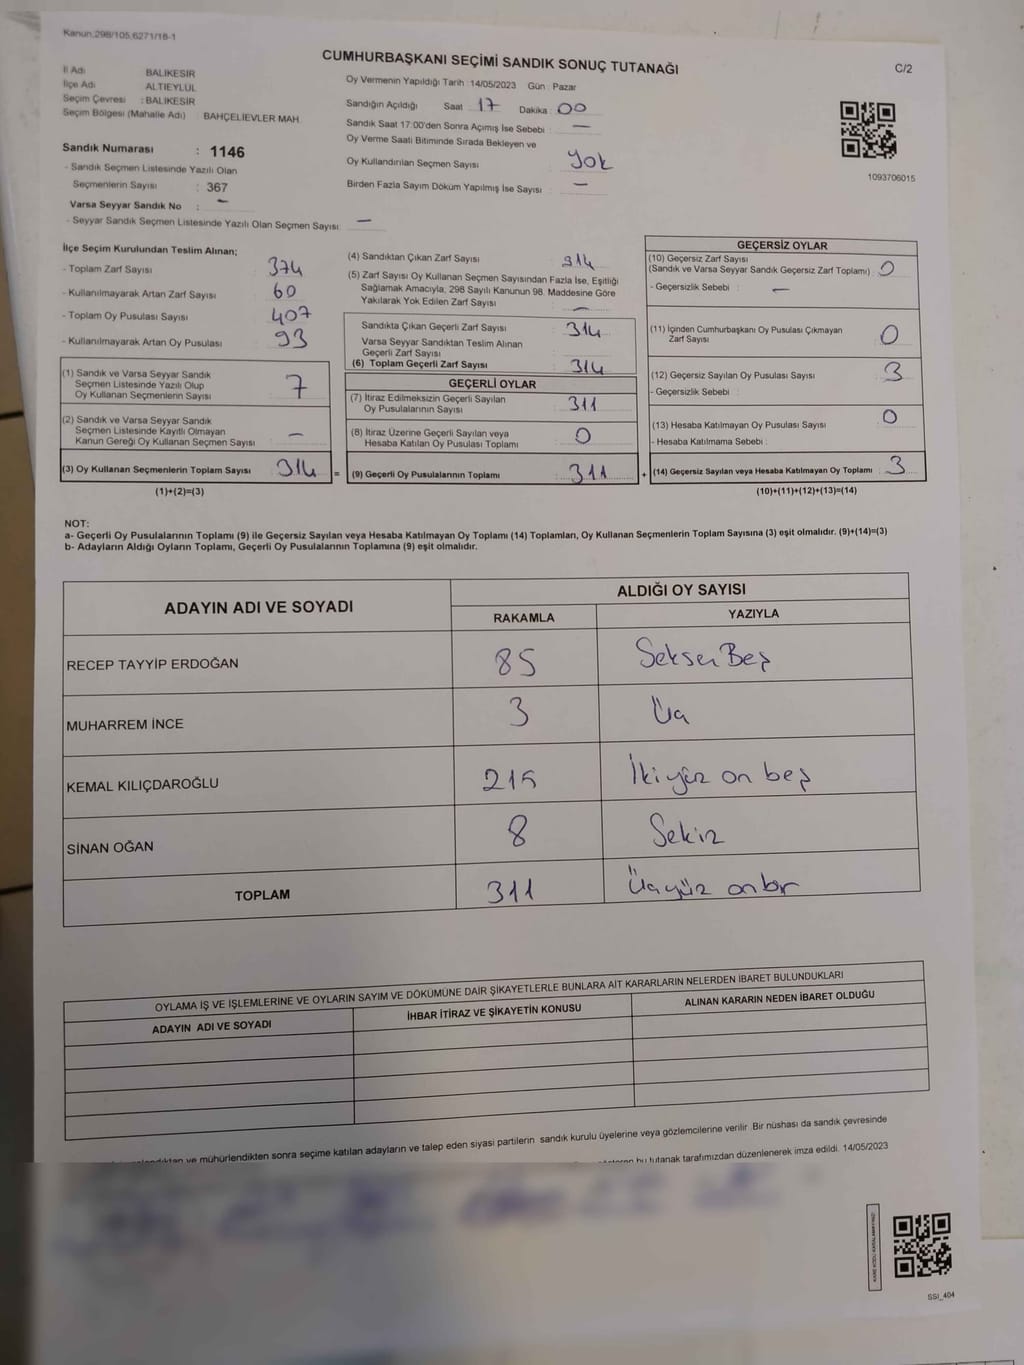 Kanun:298/105,6271/18-1
CUMHURBAŞKANI SEÇİMİ SANDIK SONUÇ TUTANAĞI
C/2
İl Adı : BALIKESİR
İlçe Adı : ALTIEYLÜL
Seçim Çevresi : BALIKESİR
Seçim Bölgesi (Mahalle Adı) : BAHÇELİEVLER MAH.
Sandık Numarası : 1146
- Sandık Seçmen Listesinde Yazılı Olan
Seçmenlerin Sayısı : 367
Varsa Seyyar Sandık No : -
- Seyyar Sandık Seçmen Listesinde Yazılı Olan Seçmen Sayısı: -
Oy Vermenin Yapıldığı Tarih :14/05/2023 Gün : Pazar
Sandığın Açıldığı Saat 17 Dakika : 00
Sandık Saat 17:00'den Sonra Açımış İse Sebebi : -
Oy Verme Saati Bitiminde Sırada Bekleyen ve
Oy Kullandırılan Seçmen Sayısı : Yok
Birden Fazla Sayım Döküm Yapılmış İse Sayısı : -
1093706015
İlçe Seçim Kurulundan Teslim Alınan;
- Toplam Zarf Sayısı : 374
- Kullanılmayarak Artan Zarf Sayısı : 60
- Toplam Oy Pusulası Sayısı : 407
- Kullanılmayarak Artan Oy Pusulası : 93
(1) Sandık ve Varsa Seyyar Sandık
Seçmen Listesinde Yazılı Olup
Oy Kullanan Seçmenlerin Sayısı : 7
(2) Sandık ve Varsa Seyyar Sandık
Seçmen Listesinde Kayıtlı Olmayan
Kanun Gereği Oy Kullanan Seçmen Sayısı : -
(3) Oy Kullanan Seçmenlerin Toplam Sayısı : 314
(1)+(2)=(3)
(4) Sandıktan Çıkan Zarf Sayısı : 314
(5) Zarf Sayısı Oy Kullanan Seçmen Sayısından Fazla İse, Eşitliği
Sağlamak Amacıyla; 298 Sayılı Kanunun 98. Maddesine Göre
Yakılarak Yok Edilen Zarf Sayısı : -
Sandıkta Çıkan Geçerli Zarf Sayısı : 314
Varsa Seyyar Sandıktan Teslim Alınan
Geçerli Zarf Sayısı
(6) Toplam Geçerli Zarf Sayısı : 314
GEÇERLİ OYLAR
(7) İtiraz Edilmeksizin Geçerli Sayılan
Oy Pusulalarının Sayısı : 311
(8) İtiraz Üzerine Geçerli Sayılan veya
Hesaba Katılan Oy Pusulası Toplamı : 0
= (9) Geçerli Oy Pusulalarının Toplamı : 311
GEÇERSİZ OYLAR
(10) Geçersiz Zarf Sayısı
(Sandık ve Varsa Seyyar Sandık Geçersiz Zarf Toplamı) : 0
- Geçersizlik Sebebi : -
(11) İçinden Cumhurbaşkanı Oy Pusulası Çıkmayan
Zarf Sayısı : 0
(12) Geçersiz Sayılan Oy Pusulası Sayısı : 3
- Geçersizlik Sebebi :
(13) Hesaba Katılmayan Oy Pusulası Sayısı : 0
- Hesaba Katılmama Sebebi :
+ (14) Geçersiz Sayılan veya Hesaba Katılmayan Oy Toplamı : 3
(10)+(11)+(12)+(13)=(14)
NOT:
a- Geçerli Oy Pusulalarının Toplamı (9) ile Geçersiz Sayılan veya Hesaba Katılmayan Oy Toplamı (14) Toplamları, Oy Kullanan Seçmenlerin Toplam Sayısına (3) eşit olmalıdır. (9)+(14)=(3)
b- Adayların Aldığı Oyların Toplamı, Geçerli Oy Pusulalarının Toplamına (9) eşit olmalıdır.
ADAYIN ADI VE SOYADI
ALDIĞI OY SAYISI
RAKAMLA YAZIYLA
RECEP TAYYİP ERDOĞAN 85 Seksen Beş
MUHARREM İNCE 3 Üç
KEMAL KILIÇDAROĞLU 215 İkiyüz on beş
SİNAN OĞAN 8 Sekiz
TOPLAM 311 Üçyüz onbir
OYLAMA İŞ VE İŞLEMLERİNE VE OYLARIN SAYIM VE DÖKÜMÜNE DAİR ŞİKAYETLERLE BUNLARA AİT KARARLARIN NELERDEN İBARET BULUNDUKLARI
ADAYIN ADI VE SOYADI İHBAR İTİRAZ VE ŞİKAYETİN KONUSU ALINAN KARARIN NEDEN İBARET OLDUĞU
ve mühürlendikten sonra seçime katılan adayların ve talep eden siyasi partilerin sandık kurulu üyelerine veya gözlemcilerine verilir. Bir nüshası da sandık çevresinde
bu tutanak tarafımızdan düzenlenerek imza edildi. 14/05/2023
SSI_404